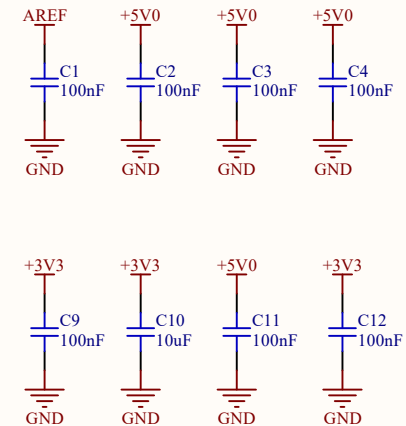 AREF +5V0 +5V0 +5V0
C1 C2 C3 C4
100nF 100nF 100nF 100nF
GND GND GND GND
+3V3 +3V3 +5V0 +3V3
C9 C10 C11 C12
100nF 10uF 100nF 100nF
GND GND GND GND